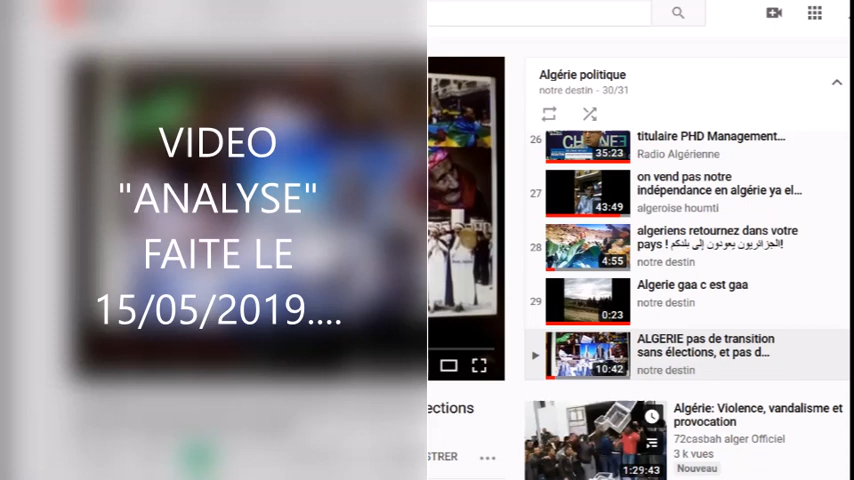 VIDEO
"ANALYSE"
FAITE LE
15/05/2019....
Algérie politique
notre destin - 30/31
26
35:23
titulaire PHD Management...
Radio Algérienne
27
43:49
on vend pas notre
indépendance en algérie ya el...
algeroise houmti
28
4:55
algeriens retournez dans votre
pays ! الجزائريون يعودون إلى بلدكم!
notre destin
29
0:23
Algerie gaa c est gaa
notre destin
10:42
ALGERIE pas de transition
sans élections, et pas d...
notre destin
ections
STRER
1:29:43
Algérie: Violence, vandalisme et
provocation
72casbah alger Officiel
3 k vues
Nouveau